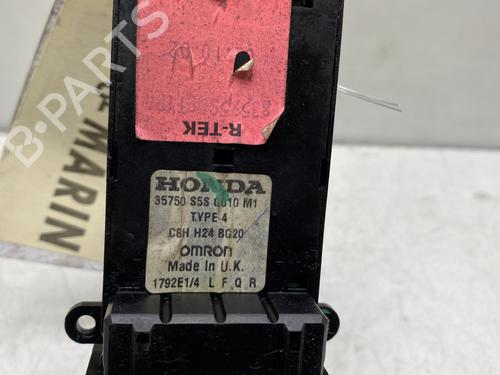 R-TEK
HONDA
35750 S5S G010 M1
TYPE 4
C8H H24 BG20
OMRON
Made In U.K.
1792E1/4 L F Q R
MARIN
B-PARTS